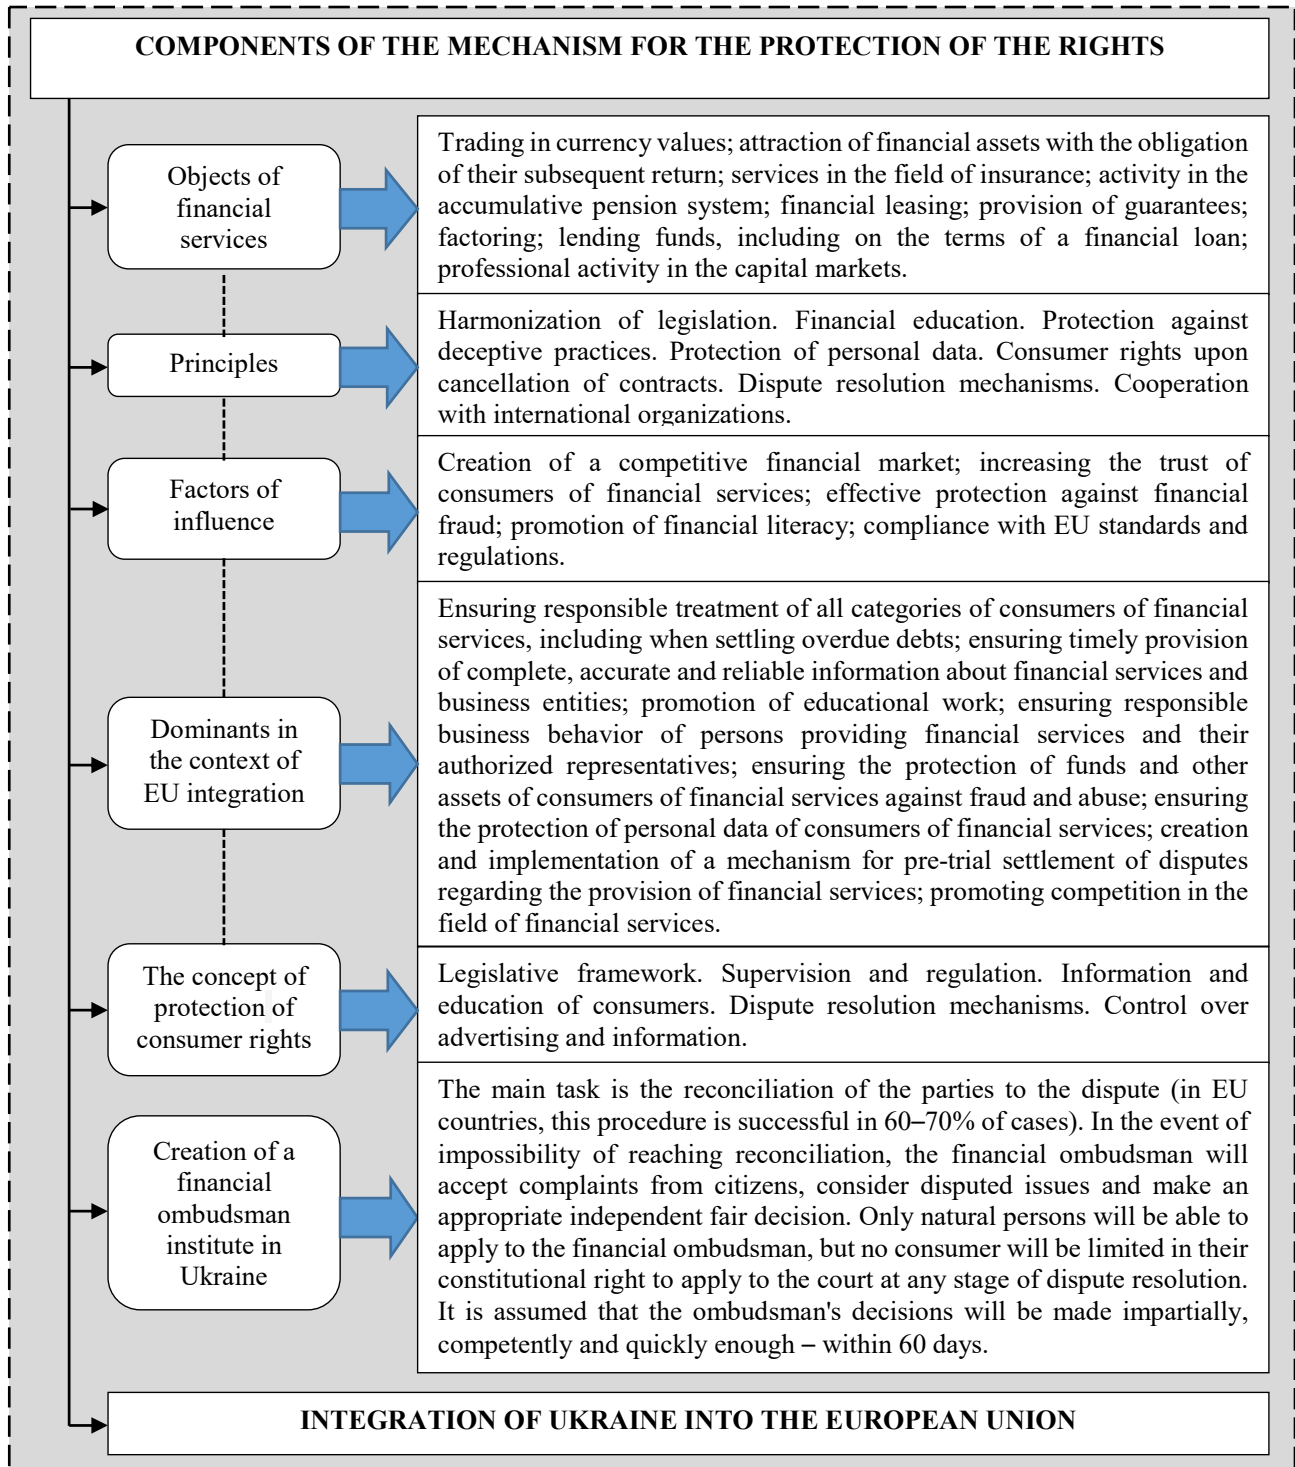 COMPONENTS OF THE MECHANISM FOR THE PROTECTION OF THE RIGHTS
Objects of
financial
services
Trading in currency values; attraction of financial assets with the obligation
of their subsequent return; services in the field of insurance; activity in the
accumulative pension system; financial leasing; provision of guarantees;
factoring; lending funds, including on the terms of a financial loan;
professional activity in the capital markets.
Principles
Harmonization of legislation. Financial education. Protection against
deceptive practices. Protection of personal data. Consumer rights upon
cancellation of contracts. Dispute resolution mechanisms. Cooperation
with international organizations.
Factors of
influence
Creation of a competitive financial market; increasing the trust of
consumers of financial services; effective protection against financial
fraud; promotion of financial literacy; compliance with EU standards and
regulations.
Dominants in
the context of
EU integration
Ensuring responsible treatment of all categories of consumers of financial
services, including when settling overdue debts; ensuring timely provision
of complete, accurate and reliable information about financial services and
business entities; promotion of educational work; ensuring responsible
business behavior of persons providing financial services and their
authorized representatives; ensuring the protection of funds and other
assets of consumers of financial services against fraud and abuse; ensuring
the protection of personal data of consumers of financial services; creation
and implementation of a mechanism for pre-trial settlement of disputes
regarding the provision of financial services; promoting competition in the
field of financial services.
The concept of
protection of
consumer rights
Legislative framework. Supervision and regulation. Information and
education of consumers. Dispute resolution mechanisms. Control over
advertising and information.
Creation of a
financial
ombudsman
institute in
Ukraine
The main task is the reconciliation of the parties to the dispute (in EU
countries, this procedure is successful in 60–70% of cases). In the event of
impossibility of reaching reconciliation, the financial ombudsman will
accept complaints from citizens, consider disputed issues and make an
appropriate independent fair decision. Only natural persons will be able to
apply to the financial ombudsman, but no consumer will be limited in their
constitutional right to apply to the court at any stage of dispute resolution.
It is assumed that the ombudsman's decisions will be made impartially,
competently and quickly enough – within 60 days.
INTEGRATION OF UKRAINE INTO THE EUROPEAN UNION